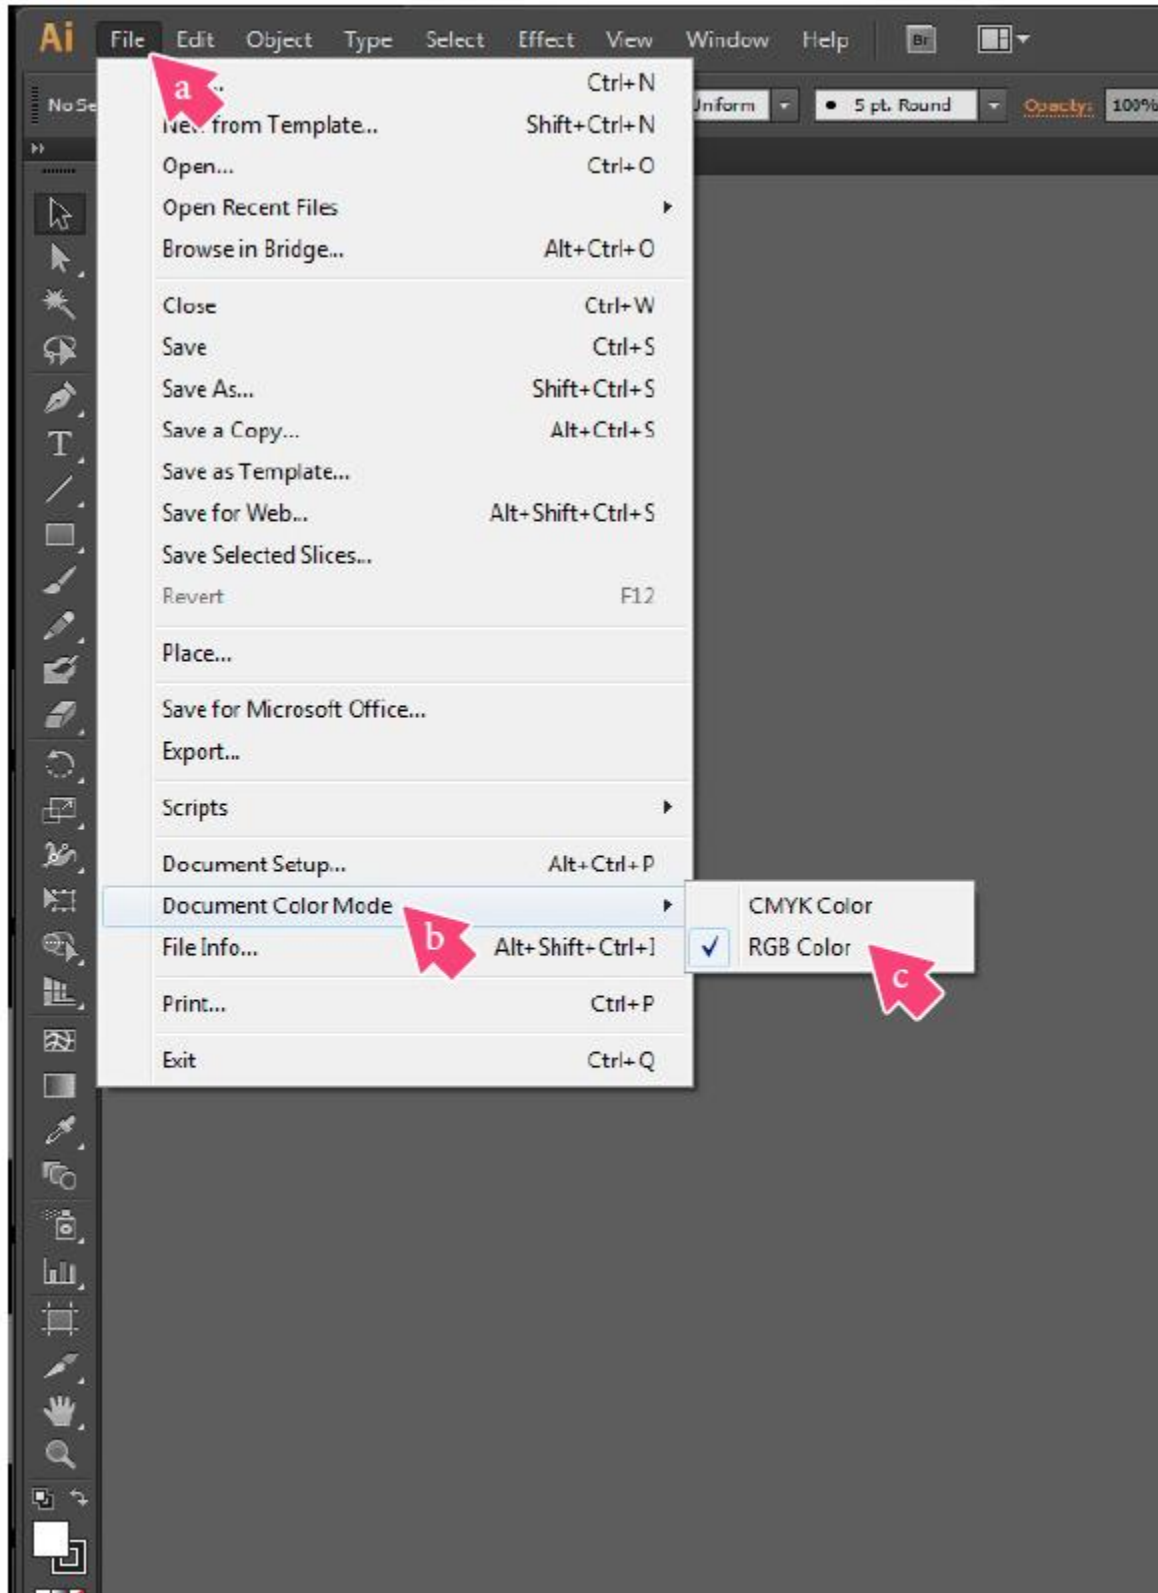 Ai File Edit Object Type Select Effect View Window Help Br
No Se
Uniform 5 pt. Round Opacity: 100%
a
Ctrl+N
New from Template... Shift+Ctrl+N
Open... Ctrl+O
Open Recent Files
Browse in Bridge... Alt+Ctrl+O
Close Ctrl+W
Save Ctrl+S
Save As... Shift+Ctrl+S
Save a Copy... Alt+Ctrl+S
Save as Template...
Save for Web... Alt+Shift+Ctrl+S
Save Selected Slices...
Revert F12
Place...
Save for Microsoft Office...
Export...
Scripts
Document Setup... Alt+Ctrl+P
Document Color Mode
b
File Info... Alt+Shift+Ctrl+I
CMYK Color
RGB Color
c
Print... Ctrl+P
Exit Ctrl+Q
T